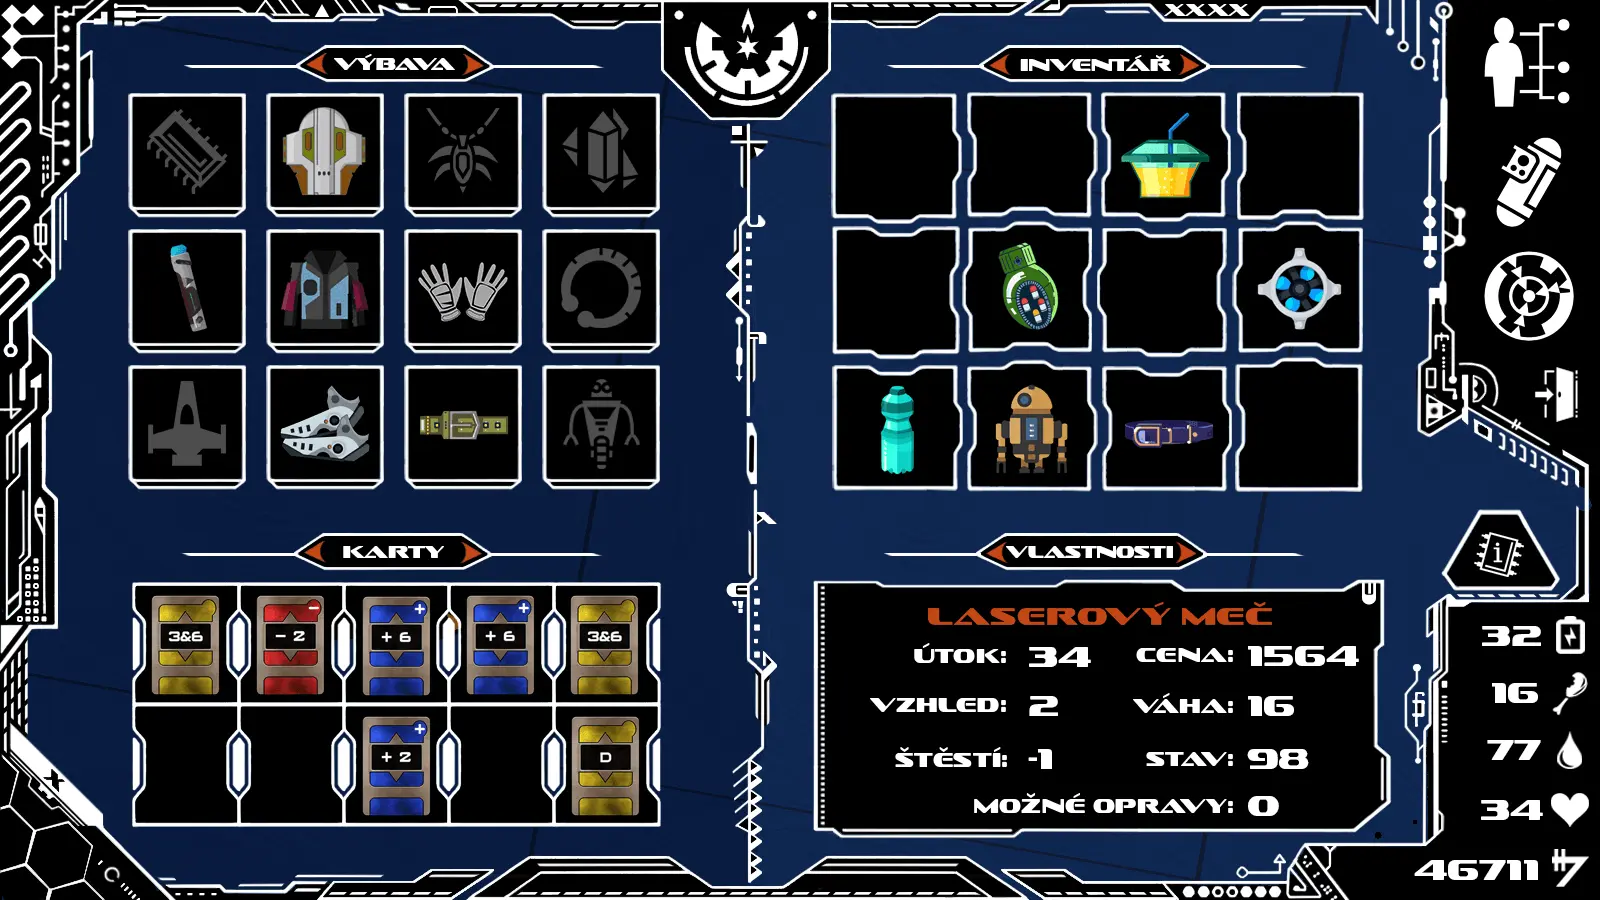 XXXX
VÝBAVA
INVENTÁŘ
KARTY
3&6
- 2
+ 6
+ 6
3&6
+ 2
D
VLASTNOSTI
LASEROVÝ MEČ
ÚTOK: 34 CENA: 1564
VZHLED: 2 VÁHA: 16
ŠTĚSTÍ: -1 STAV: 98
MOŽNÉ OPRAVY: 0
i
32
16
77
34
46711